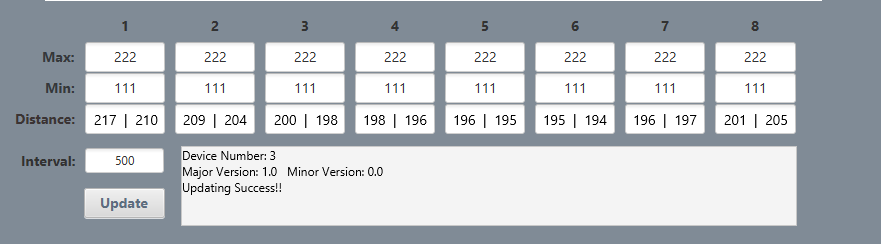 1 2 3 4 5 6 7 8
Max: 222 222 222 222 222 222 222 222
Min: 111 111 111 111 111 111 111 111
Distance: 217 | 210 209 | 204 200 | 198 198 | 196 196 | 195 195 | 194 196 | 197 201 | 205
Interval: 500
Update
Device Number: 3
Major Version: 1.0 Minor Version: 0.0
Updating Success!!